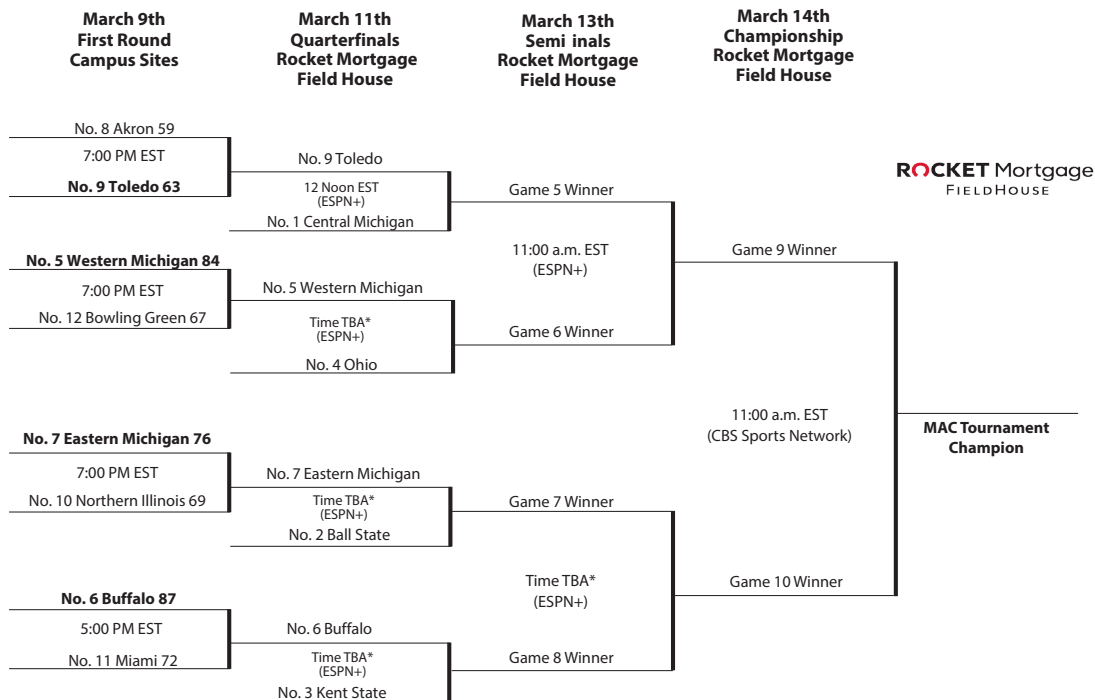 March 9th
First Round
Campus Sites
March 11th
Quarterfinals
Rocket Mortgage
Field House
March 13th
Semi inals
Rocket Mortgage
Field House
March 14th
Championship
Rocket Mortgage
Field House
No. 8 Akron 59
7:00 PM EST
No. 9 Toledo 63
No. 9 Toledo
12 Noon EST
(ESPN+)
No. 1 Central Michigan
Game 5 Winner
ROCKET Mortgage
FIELDHOUSE
No. 5 Western Michigan 84
7:00 PM EST
No. 12 Bowling Green 67
No. 5 Western Michigan
Time TBA*
(ESPN+)
No. 4 Ohio
11:00 a.m. EST
(ESPN+)
Game 6 Winner
Game 9 Winner
11:00 a.m. EST
(CBS Sports Network)
MAC Tournament
Champion
No. 7 Eastern Michigan 76
7:00 PM EST
No. 10 Northern Illinois 69
No. 7 Eastern Michigan
Time TBA*
(ESPN+)
No. 2 Ball State
Game 7 Winner
Time TBA*
(ESPN+)
Game 10 Winner
No. 6 Buffalo 87
5:00 PM EST
No. 11 Miami 72
No. 6 Buffalo
Time TBA*
(ESPN+)
No. 3 Kent State
Game 8 Winner